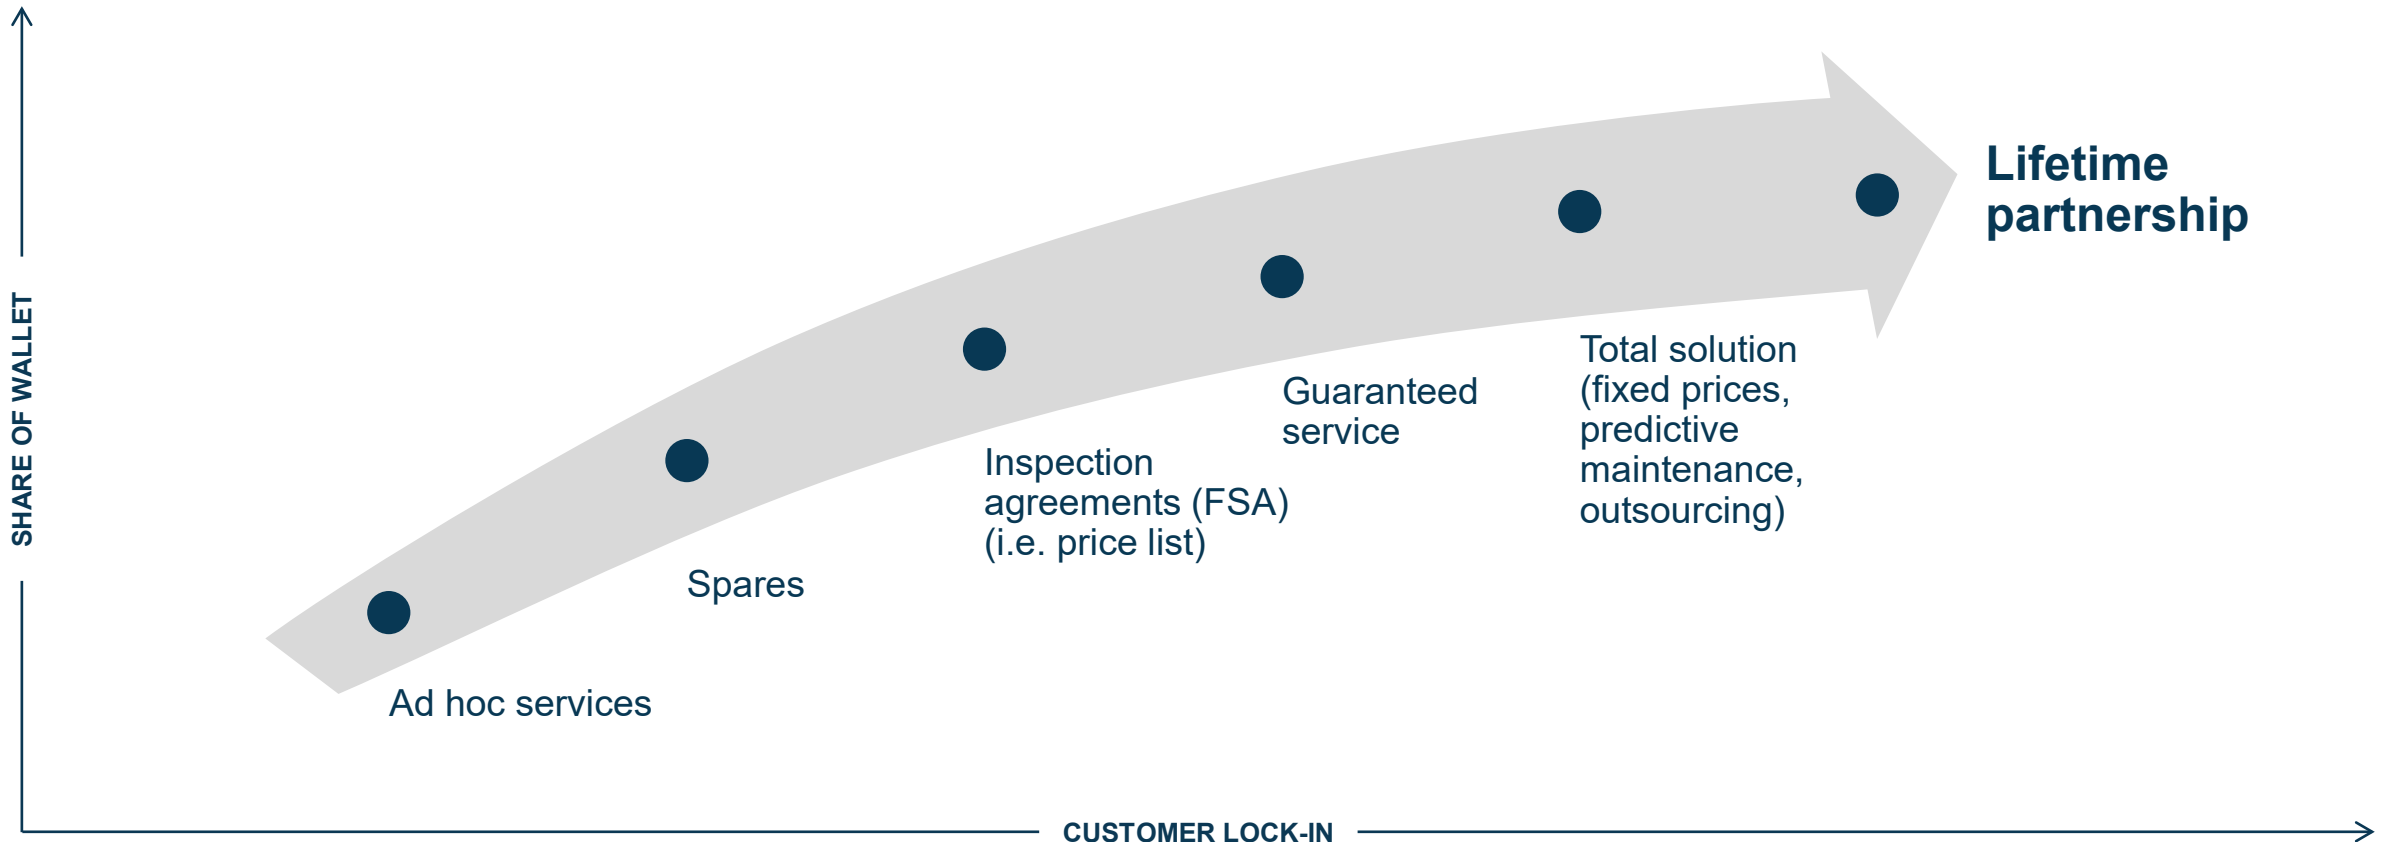 SHARE OF WALLET
Lifetime
partnership
Total solution
(fixed prices,
predictive
maintenance,
outsourcing)
Guaranteed
service
Inspection
agreements (FSA)
(i.e. price list)
Spares
Ad hoc services
CUSTOMER LOCK-IN